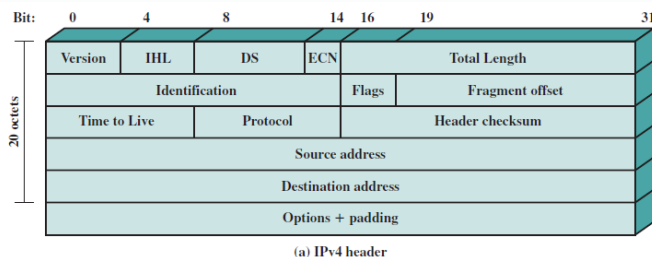 Bit: 0 4 8 14 16 19 31
Version IHL DS ECN Total Length
Identification Flags Fragment offset
Time to Live Protocol Header checksum
Source address
Destination address
Options + padding
20 octets
(a) IPv4 header